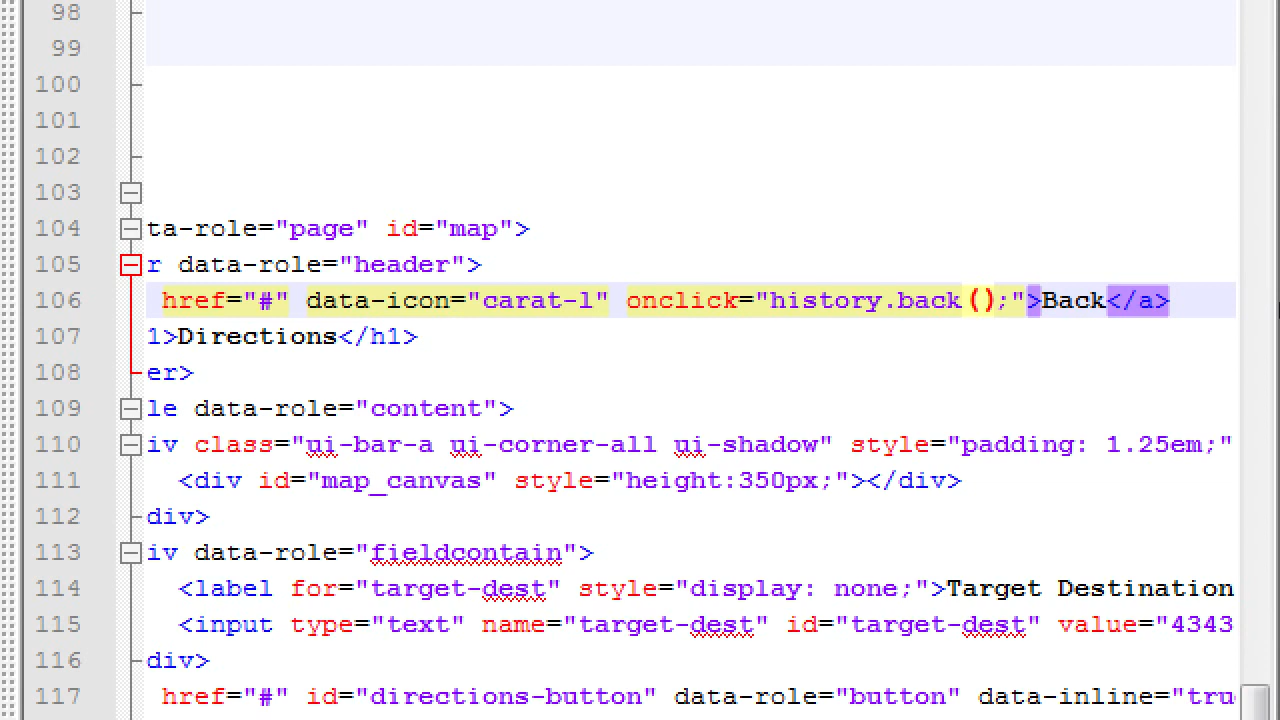 98
99
100
101
102
103
104 ta-role="page" id="map">
105 r data-role="header">
106 href="#" data-icon="carat-l" onclick="history.back();">Back</a>
107 1>Directions</h1>
108 er>
109 le data-role="content">
110 iv class="ui-bar-a ui-corner-all ui-shadow" style="padding: 1.25em;"
111 <div id="map_canvas" style="height:350px;"></div>
112 div>
113 iv data-role="fieldcontain">
114 <label for="target-dest" style="display: none;">Target Destination
115 <input type="text" name="target-dest" id="target-dest" value="4343
116 div>
117 href="#" id="directions-button" data-role="button" data-inline="tru